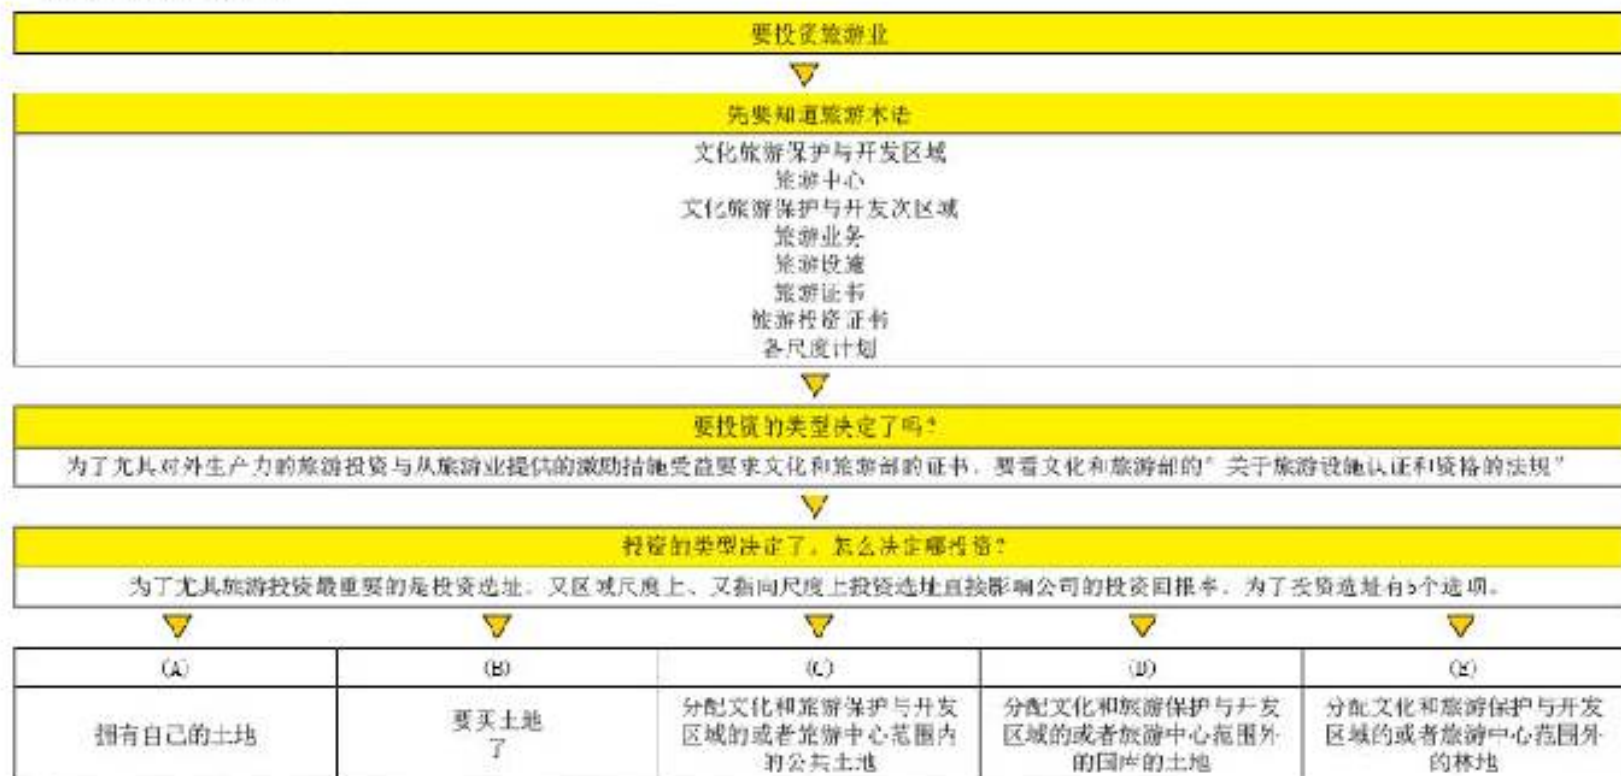 要投资旅游业
先要知道旅游术语
文化旅游保护与开发区域
旅游中心
文化旅游保护与开发次区域
旅游业务
旅游设施
旅游证书
旅游投资证书
各尺度计划
要投资的类型决定了吗？
为了尤其对外生产力的旅游投资与从旅游业提供的激励措施受益要求文化和旅游部的证书，要看文化和旅游部的“关于旅游设施认证和资格的法规”
投资的类型决定了，怎么决定哪投资？
为了尤其旅游投资最重要的是投资选址。又区域尺度上、又指向尺度上投资选址直接影响公司的投资回报率。为了投资选址有5个选项。
(A) (B) (C) (D) (E)
拥有自己的土地
要买土地
了
分配文化和旅游保护与开发
区域的或者旅游中心范围内
的公共土地
分配文化和旅游保护与开发
区域的或者旅游中心范围外
的国库的土地
分配文化和旅游保护与开发
区域的或者旅游中心范围外
的林地